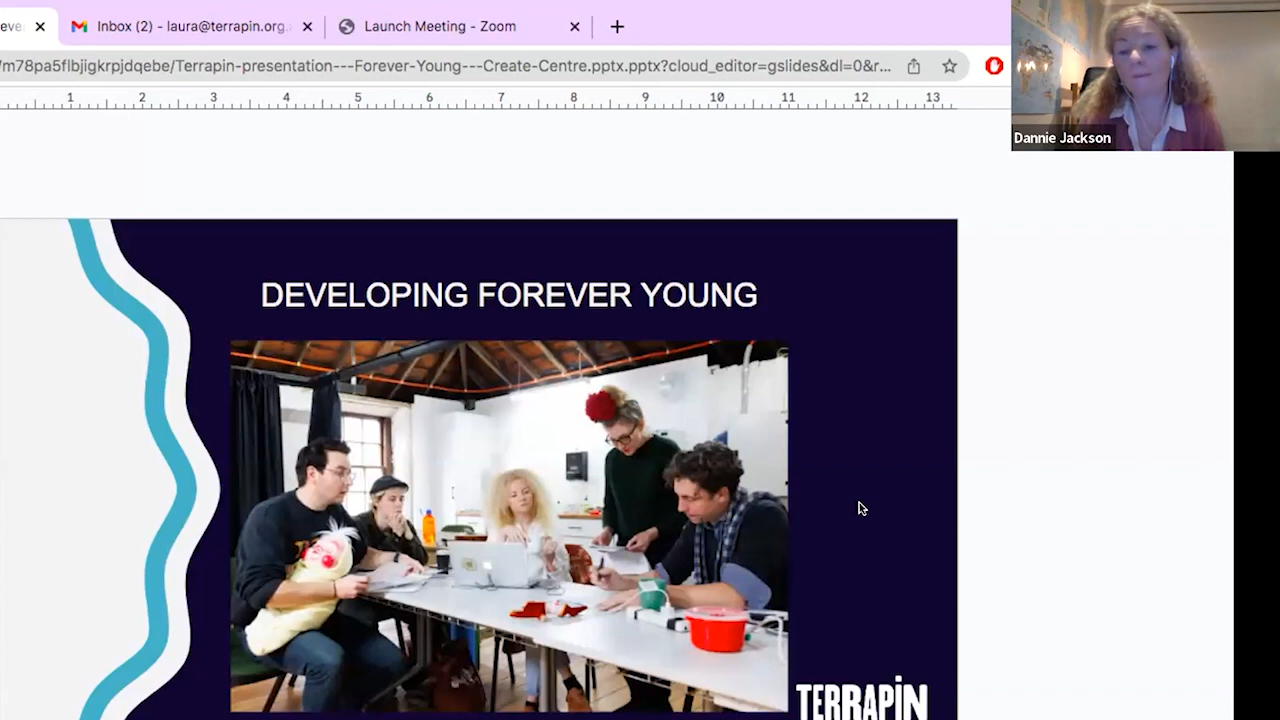 ever
Inbox (2) - laura@terrapin.org.
Launch Meeting - Zoom
/m78pa5flbjigkrpjdqebe/Terrapin-presentation---Forever-Young---Create-Centre.pptx.pptx?cloud_editor=gslides&dl=0&r...
1 2 3 4 5 6 7 8 9 10 11 12 13
Dannie Jackson
DEVELOPING FOREVER YOUNG
TERRAPIN